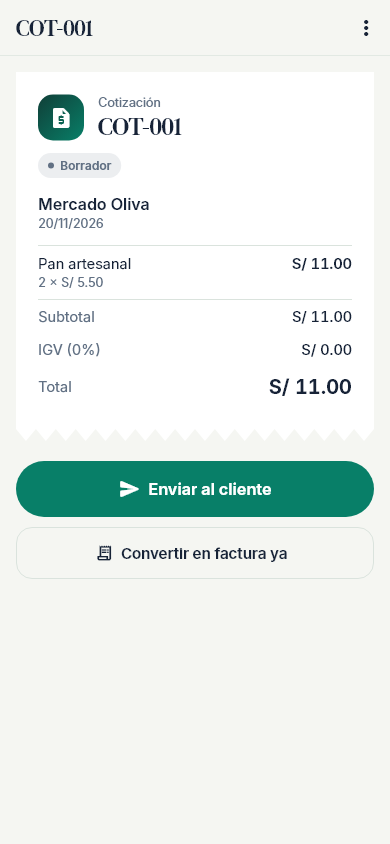 COT-001
Cotización
COT-001
Borrador
Mercado Oliva
20/11/2026
Pan artesanal S/ 11.00
2 × S/ 5.50
Subtotal S/ 11.00
IGV (0%) S/ 0.00
Total S/ 11.00
Enviar al cliente
Convertir en factura ya